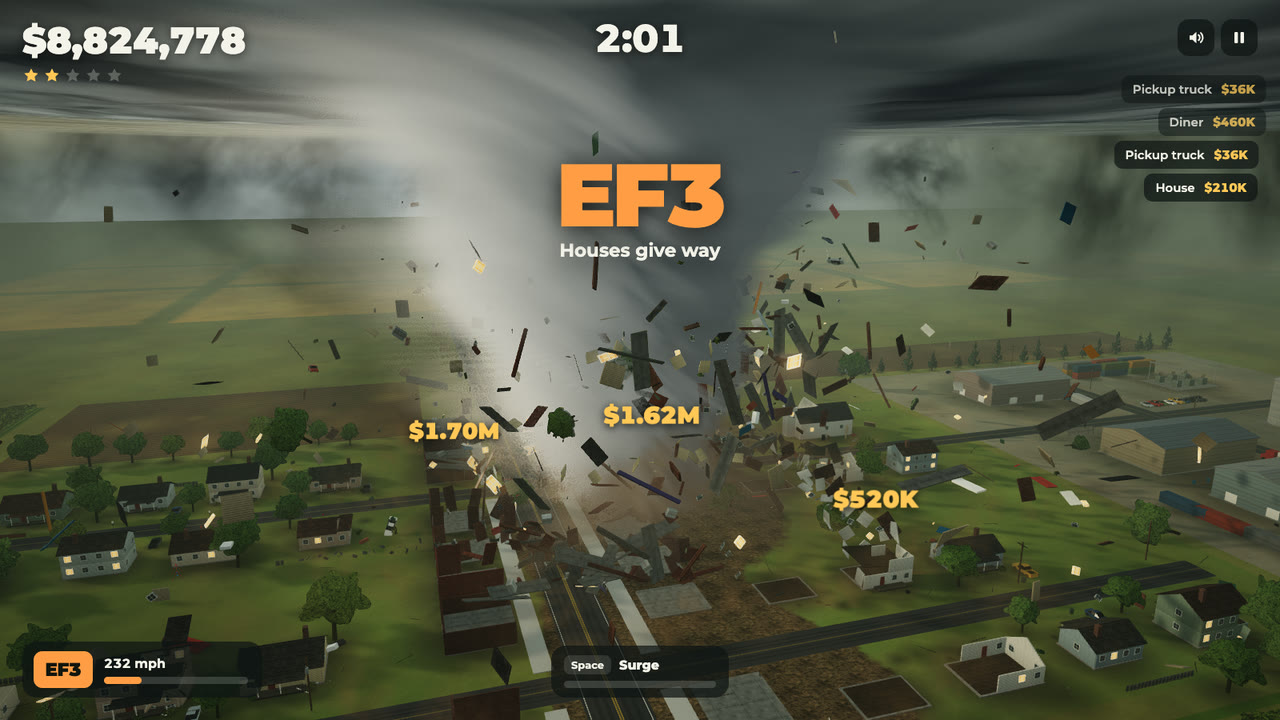 $8,824,778
2:01
Pickup truck $36K
Diner $460K
Pickup truck $36K
House $210K
EF3
Houses give way
$1.70M
$1.62M
$520K
EF3 232 mph
Space Surge